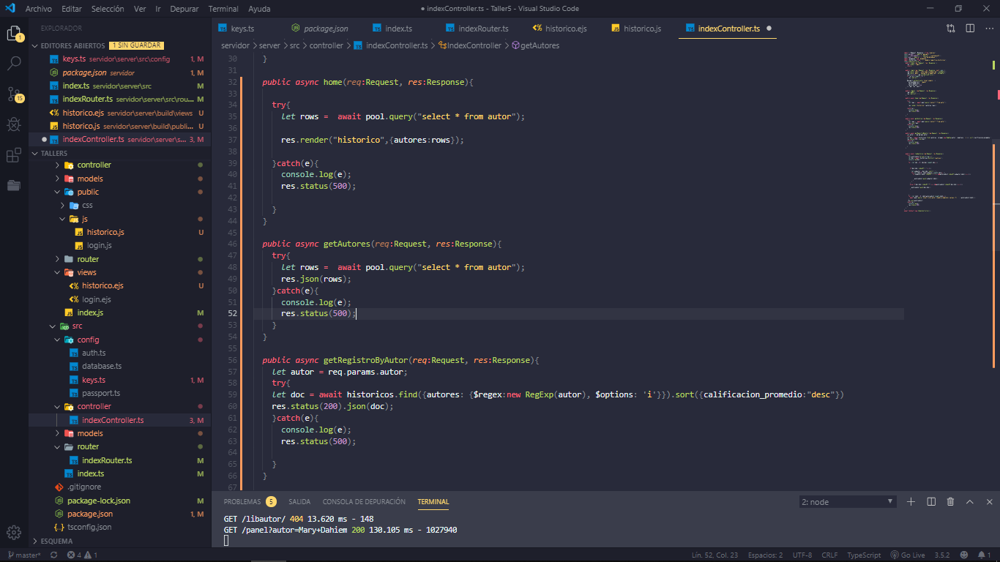 Archivo Editar Selección Ver Ir Depurar Terminal Ayuda
● indexController.ts - Taller5 - Visual Studio Code
EXPLORADOR
EDITORES ABIERTOS 1 SIN GUARDAR
keys.ts servidor\server\src\config 1, M
package.json servidor 1, M
index.ts servidor\server\src M
indexRouter.ts servidor\server\src\rou... M
historico.ejs servidor\server\build\views U
historico.js servidor\server\build\publi... U
indexController.ts servidor\server\s... 3, M
TALLER5
controller
models
public
css
js
historico.js U
login.js
router
views
historico.ejs U
login.ejs
index.js M
src
config
auth.ts
database.ts
keys.ts 1, M
passport.ts
controller
indexController.ts 3, M
models
router
indexRouter.ts M
index.ts M
.gitignore
package-lock.json M
package.json 1, M
tsconfig.json
ESQUEMA
1
15
keys.ts package.json index.ts indexRouter.ts historico.ejs historico.js indexController.ts
servidor > server > src > controller > indexController.ts > IndexController > getAutores
30 }
31
32 public async home(req:Request, res:Response){
33
34 try{
35 let rows =  await pool.query("select * from autor");
36
37 res.render("historico",{autores:rows});
38
39 }catch(e){
40 console.log(e);
41 res.status(500);
42
43 }
44 }
45
46 public async getAutores(req:Request, res:Response){
47 try{
48 let rows =  await pool.query("select * from autor");
49 res.json(rows);
50 }catch(e){
51 console.log(e);
52 res.status(500);
53 }
54 }
55
56 public async getRegistroByAutor(req:Request, res:Response){
57 let autor = req.params.autor;
58 try{
59 let doc = await historicos.find({autores: {$regex:new RegExp(autor), $options: 'i'}}).sort({calificacion_promedio:"desc"})
60 res.status(200).json(doc);
61 }catch(e){
62 console.log(e);
63 res.status(500);
64
65 }
66 }
67
PROBLEMAS 5 SALIDA CONSOLA DE DEPURACIÓN TERMINAL 2: node
GET /libautor/ 404 13.620 ms - 148
GET /panel?autor=Mary+Dahiem 200 130.105 ms - 1027940
master* 4 1 Lín. 52, Col. 23 Espacios: 2 UTF-8 CRLF TypeScript Go Live 3.5.2 1